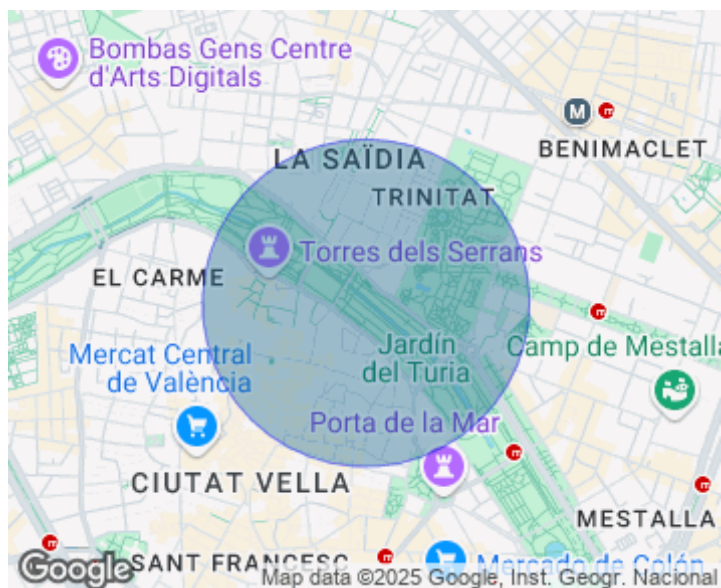 Bombas Gens Centre
d'Arts Digitals
M
BENIMACLET
LA SAÏDIA
TRINITAT
Torres dels Serrans
EL CARME
Mercat Central
de València
Jardín
del Turia
Camp de Mestalla
Porta de la Mar
CIUTAT VELLA
MESTALLA
SANT FRANCESC
Mercado de Colón
Google
Map data ©2025 Google, Inst. Geogr. Nacional